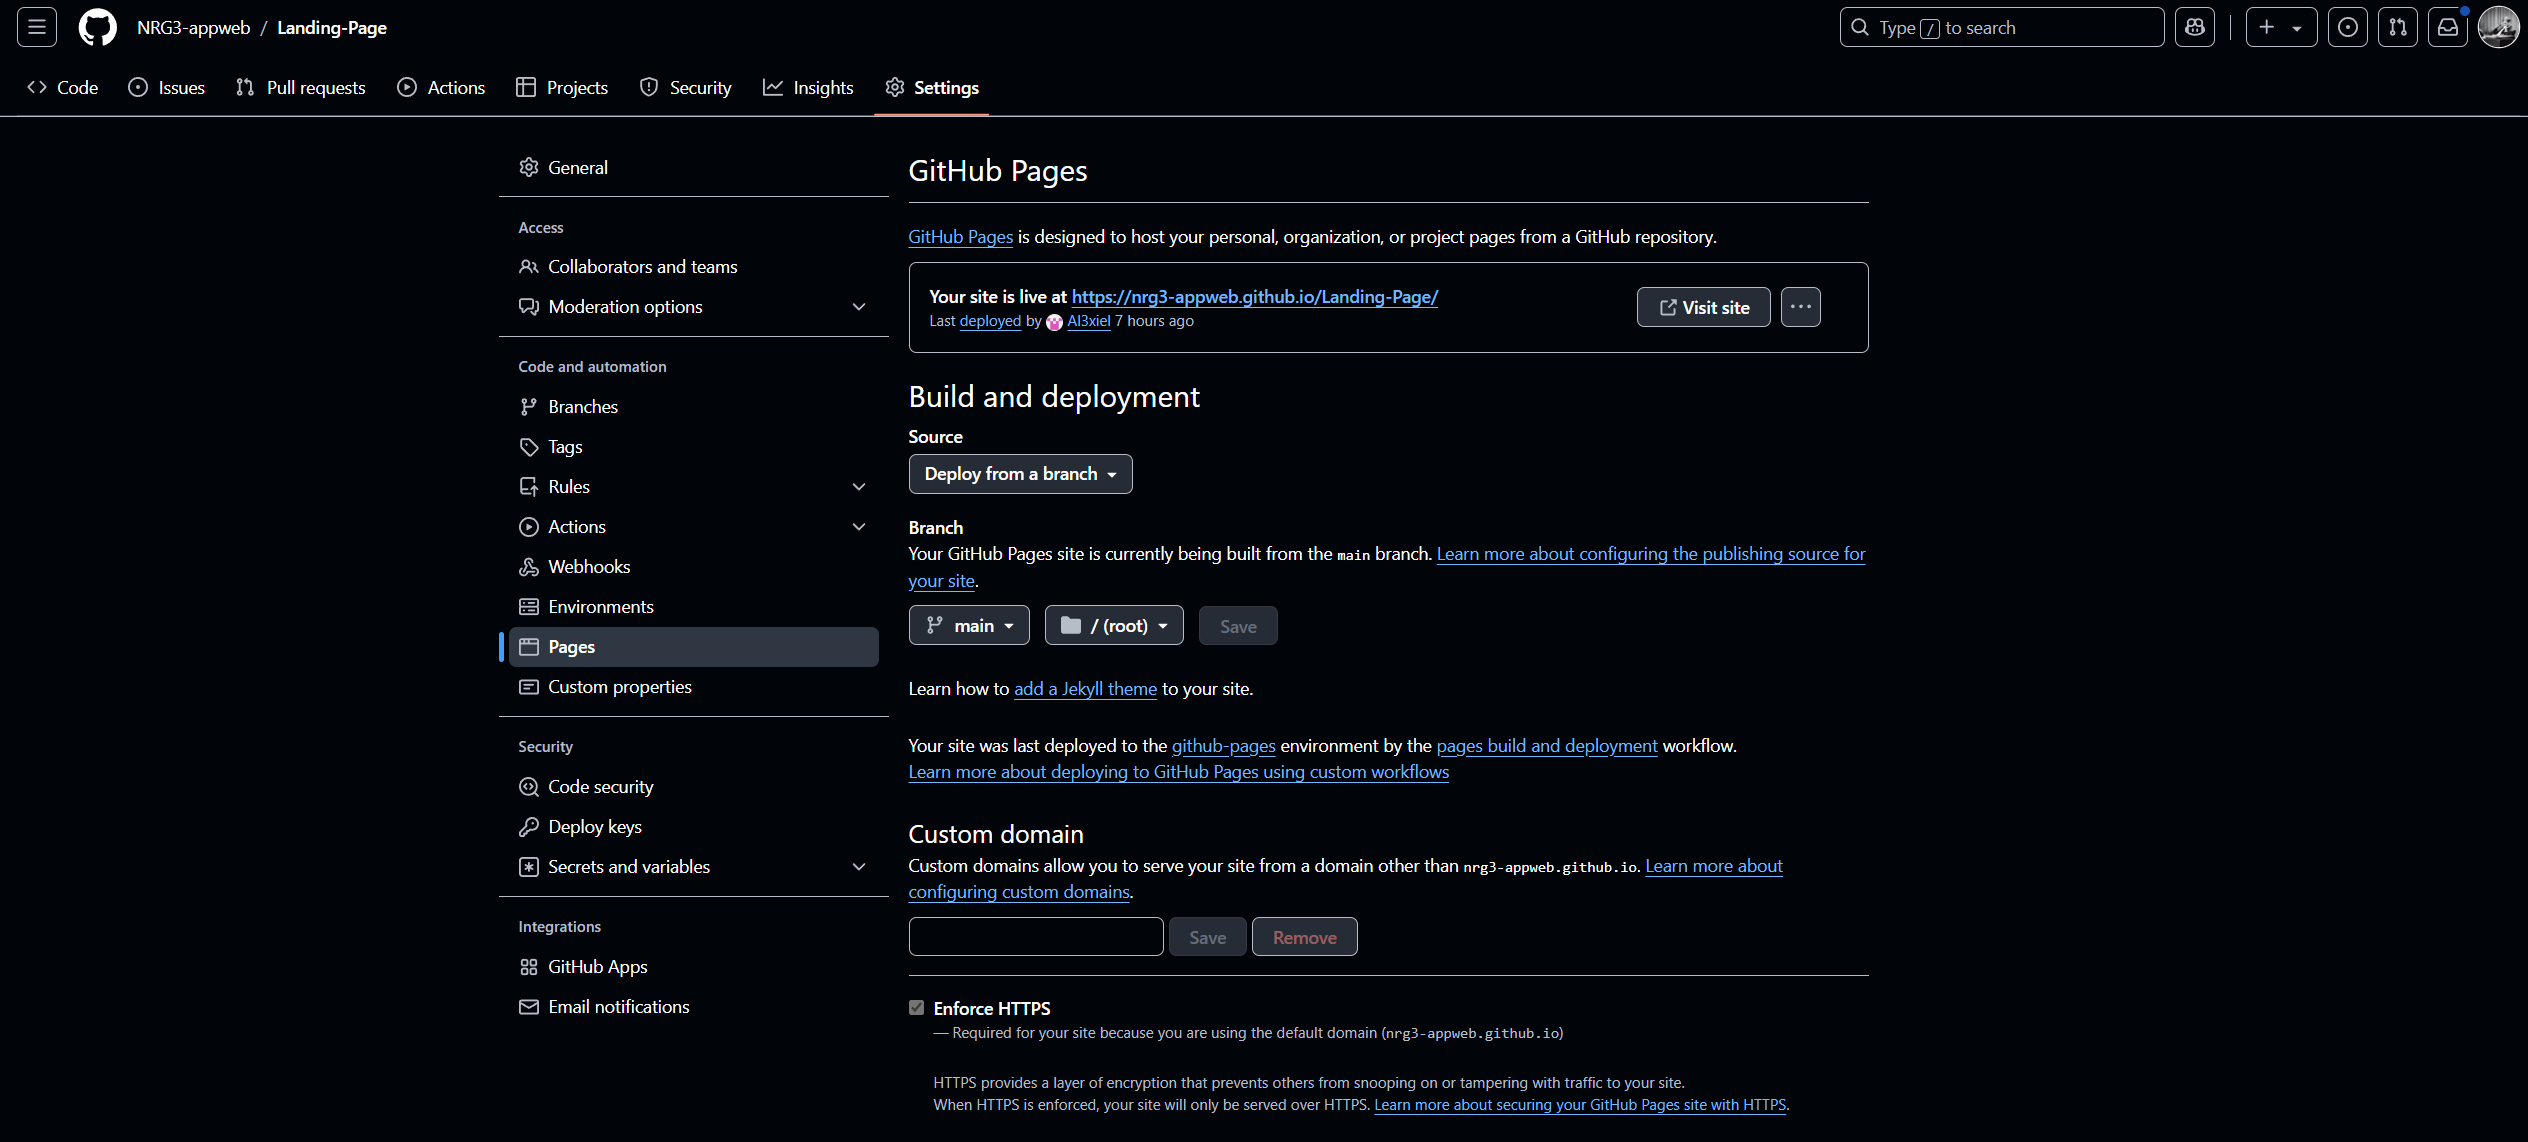 NRG3-appweb / Landing-Page
Type / to search
Code Issues Pull requests Actions Projects Security Insights Settings
General
Access
Collaborators and teams
Moderation options
Code and automation
Branches
Tags
Rules
Actions
Webhooks
Environments
Pages
Custom properties
Security
Code security
Deploy keys
Secrets and variables
Integrations
GitHub Apps
Email notifications
GitHub Pages
GitHub Pages is designed to host your personal, organization, or project pages from a GitHub repository.
Your site is live at https://nrg3-appweb.github.io/Landing-Page/
Last deployed by Al3xiel 7 hours ago
Visit site
Build and deployment
Source
Deploy from a branch
Branch
Your GitHub Pages site is currently being built from the main branch. Learn more about configuring the publishing source for
your site.
main / (root) Save
Learn how to add a Jekyll theme to your site.
Your site was last deployed to the github-pages environment by the pages build and deployment workflow.
Learn more about deploying to GitHub Pages using custom workflows
Custom domain
Custom domains allow you to serve your site from a domain other than nrg3-appweb.github.io. Learn more about
configuring custom domains.
Save Remove
Enforce HTTPS
— Required for your site because you are using the default domain (nrg3-appweb.github.io)
HTTPS provides a layer of encryption that prevents others from snooping on or tampering with traffic to your site.
When HTTPS is enforced, your site will only be served over HTTPS. Learn more about securing your GitHub Pages site with HTTPS.